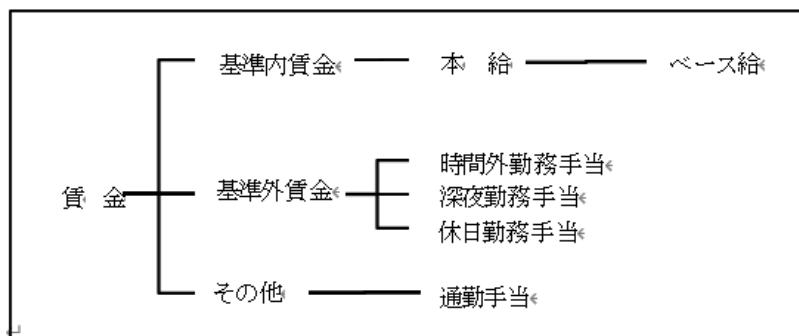 基準内賃金 本 給 ベース給
時間外勤務手当
賃 金 基準外賃金 深夜勤務手当
休日勤務手当
その他 通勤手当